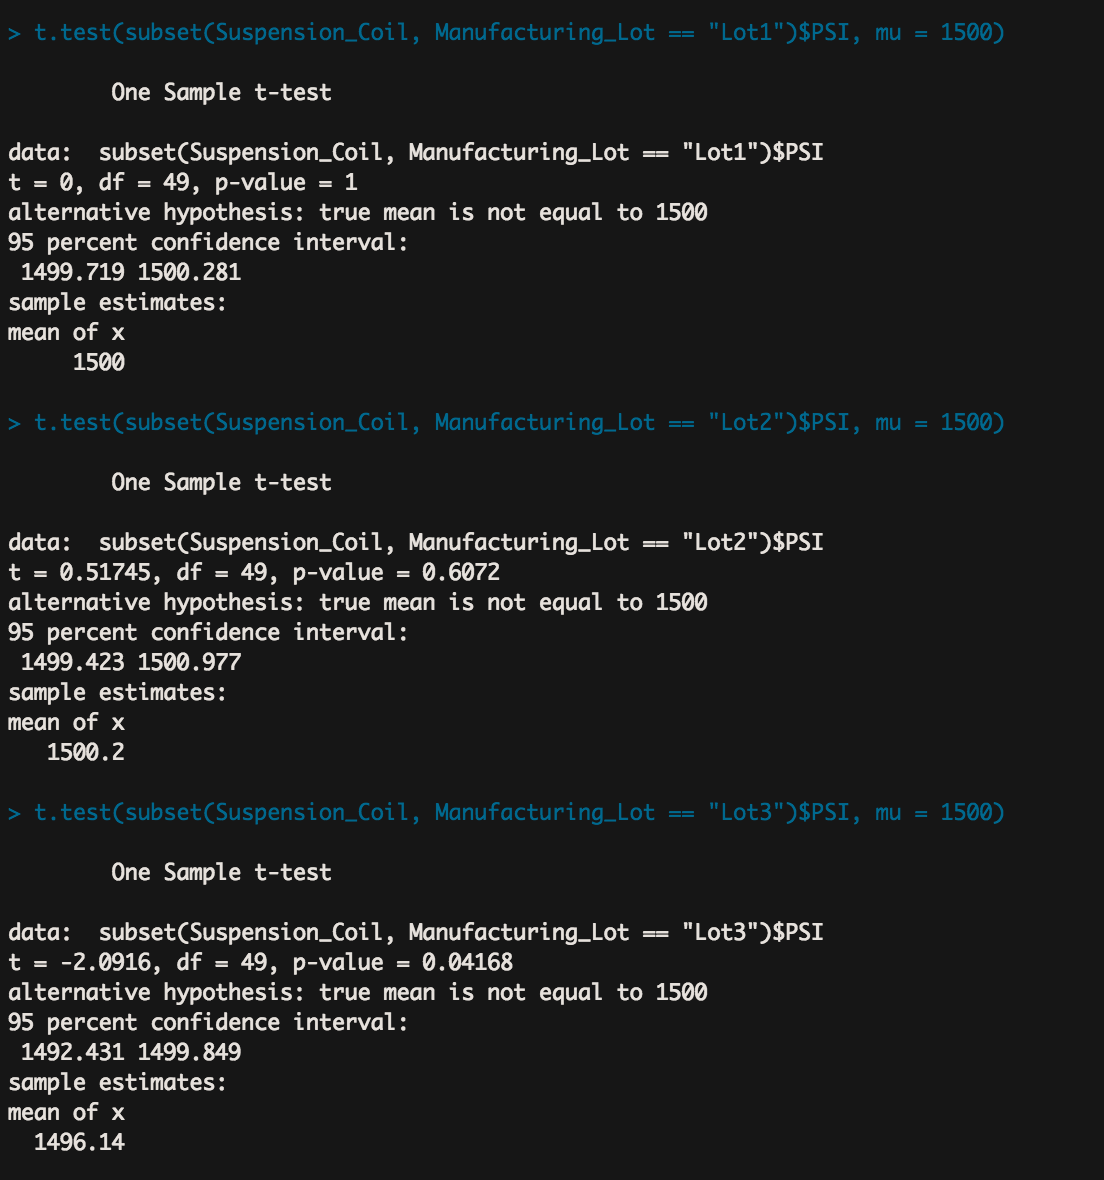 > t.test(subset(Suspension_Coil, Manufacturing_Lot == "Lot1")$PSI, mu = 1500)
One Sample t-test
data:  subset(Suspension_Coil, Manufacturing_Lot == "Lot1")$PSI
t = 0, df = 49, p-value = 1
alternative hypothesis: true mean is not equal to 1500
95 percent confidence interval:
1499.719 1500.281
sample estimates:
mean of x
1500
> t.test(subset(Suspension_Coil, Manufacturing_Lot == "Lot2")$PSI, mu = 1500)
One Sample t-test
data:  subset(Suspension_Coil, Manufacturing_Lot == "Lot2")$PSI
t = 0.51745, df = 49, p-value = 0.6072
alternative hypothesis: true mean is not equal to 1500
95 percent confidence interval:
1499.423 1500.977
sample estimates:
mean of x
1500.2
> t.test(subset(Suspension_Coil, Manufacturing_Lot == "Lot3")$PSI, mu = 1500)
One Sample t-test
data:  subset(Suspension_Coil, Manufacturing_Lot == "Lot3")$PSI
t = -2.0916, df = 49, p-value = 0.04168
alternative hypothesis: true mean is not equal to 1500
95 percent confidence interval:
1492.431 1499.849
sample estimates:
mean of x
1496.14